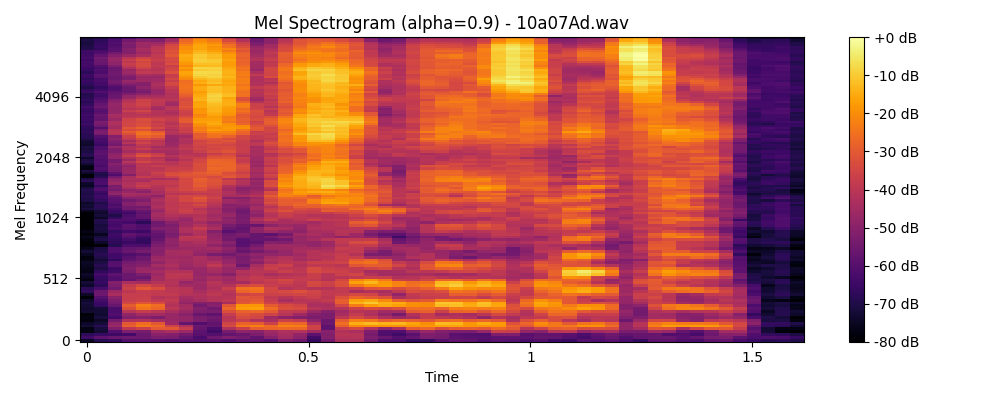 Mel Spectrogram (alpha=0.9) - 10a07Ad.wav
Mel Frequency
4096
2048
1024
512
0
0
0.5
1
1.5
Time
+0 dB
-10 dB
-20 dB
-30 dB
-40 dB
-50 dB
-60 dB
-70 dB
-80 dB